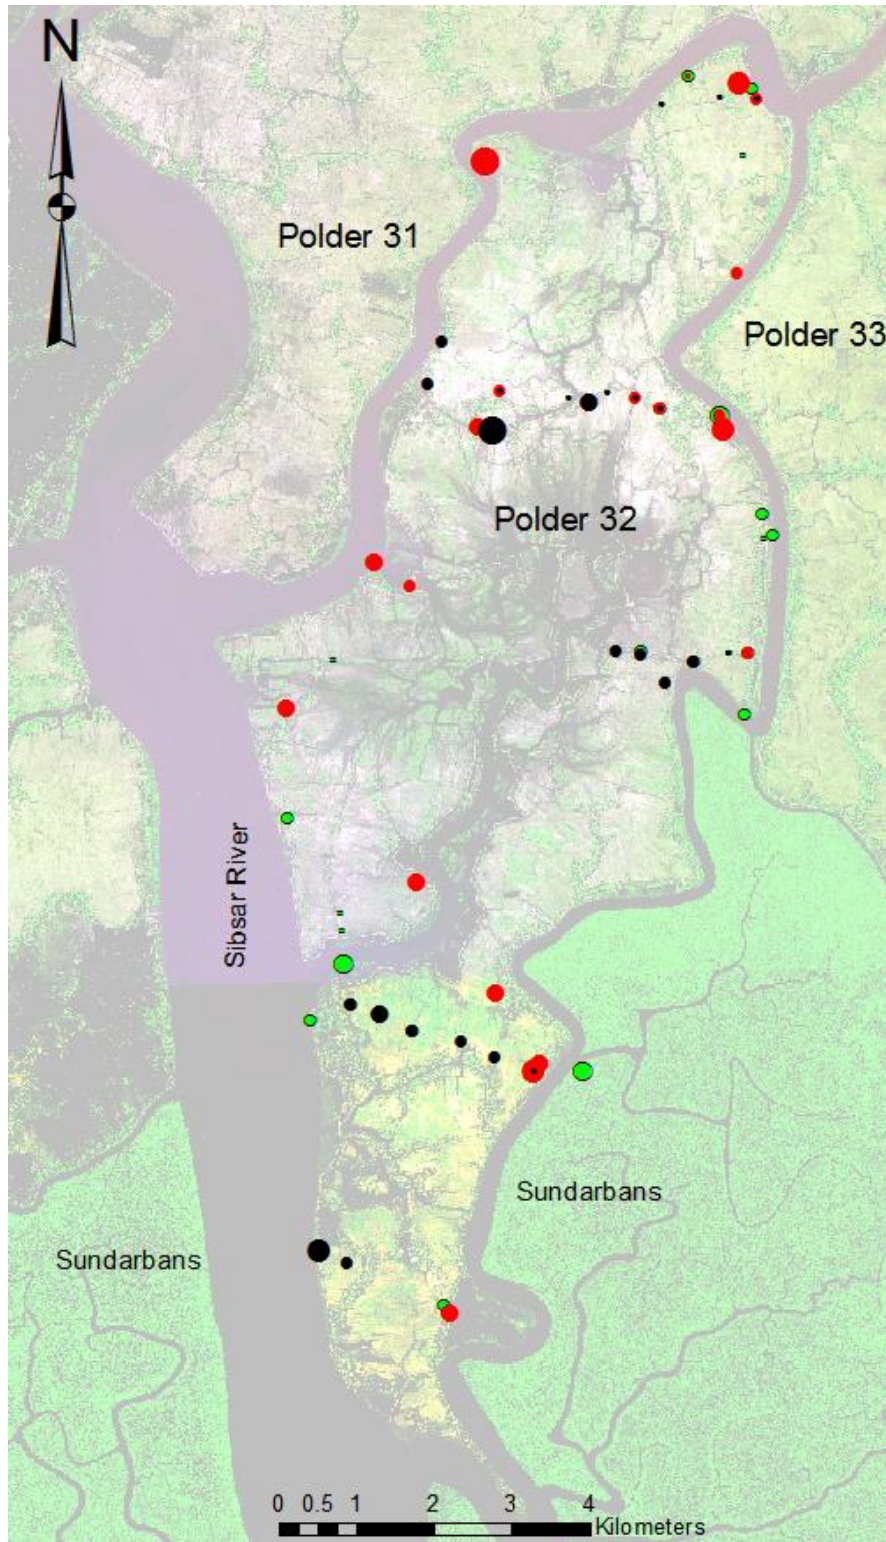 N
Polder 31
Polder 33
Polder 32
Sibsar River
Sundarbans
Sundarbans
0 0.5 1 2 3 4
Kilometers